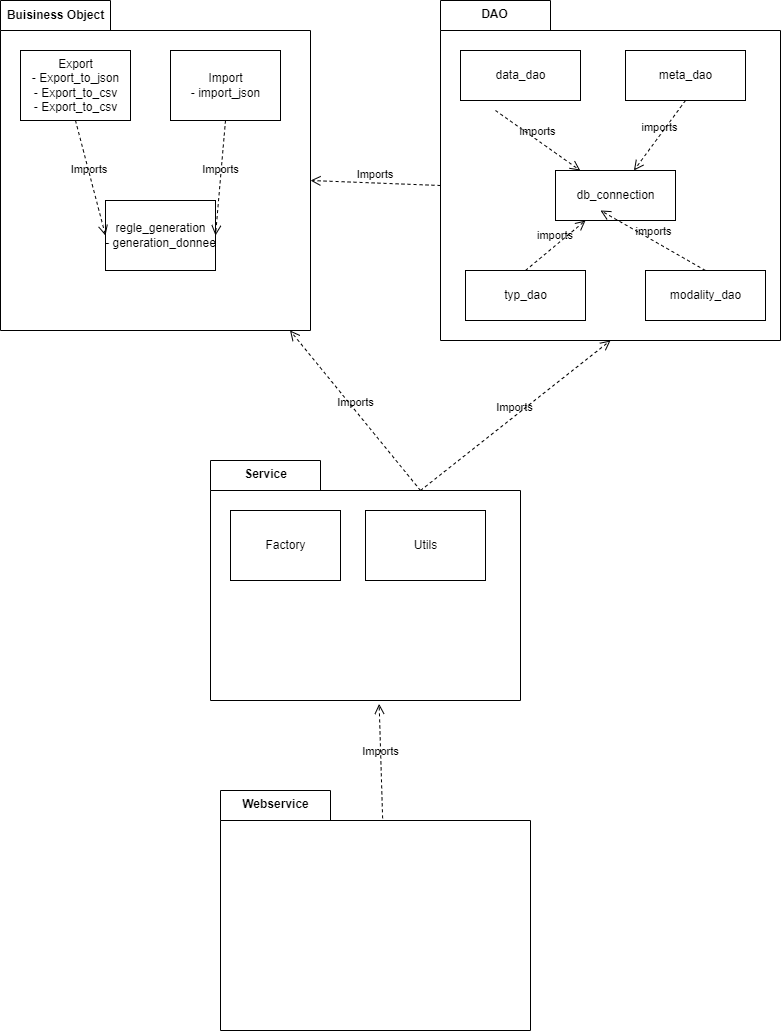 Buisiness Object
DAO
Export
- Export_to_json
- Export_to_csv
- Export_to_csv
Import
- import_json
Imports
Imports
regle_generation
- generation_donnee
Imports
data_dao
meta_dao
imports
imports
db_connection
imports
imports
typ_dao
modality_dao
Imports
Imports
Service
Factory
Utils
Imports
Webservice